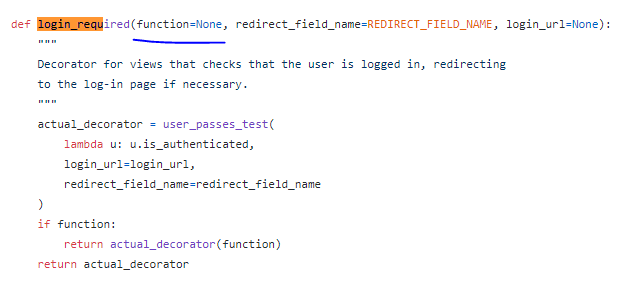 def login_required(function=None, redirect_field_name=REDIRECT_FIELD_NAME, login_url=None):
    """
    Decorator for views that checks that the user is logged in, redirecting
    to the log-in page if necessary.
    """
    actual_decorator = user_passes_test(
        lambda u: u.is_authenticated,
        login_url=login_url,
        redirect_field_name=redirect_field_name
    )
    if function:
        return actual_decorator(function)
    return actual_decorator